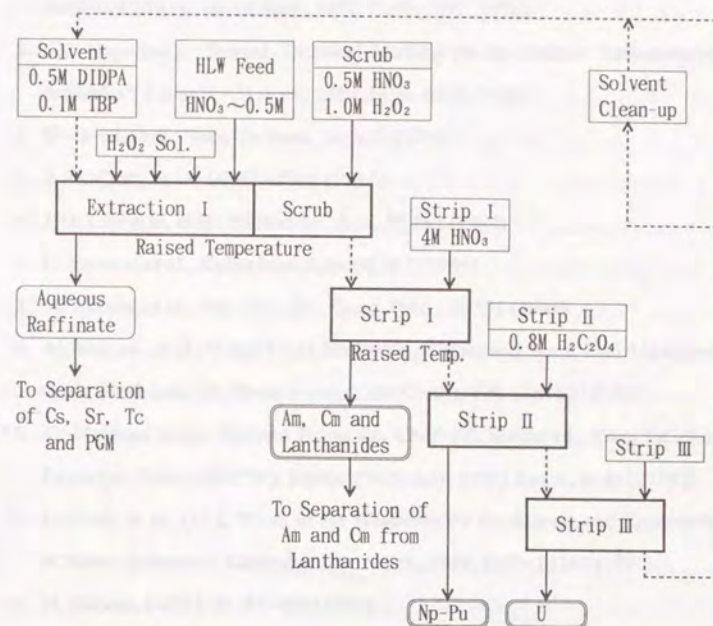 Solvent
0.5M DIDPA
0.1M TBP
HLW Feed
HNO₃~0.5M
Scrub
0.5M HNO₃
1.0M H₂O₂
Solvent
Clean-up
H₂O₂ Sol.
Extraction I
Scrub
Raised Temperature
Strip I
4M HNO₃
Aqueous
Raffinate
To Separation
of Cs, Sr, Tc
and PGM
Strip I
Raised Temp.
Strip II
0.8M H₂C₂O₄
Am, Cm and
Lanthanides
To Separation of
Am and Cm from
Lanthanides
Strip II
Strip III
Strip III
Np-Pu
U